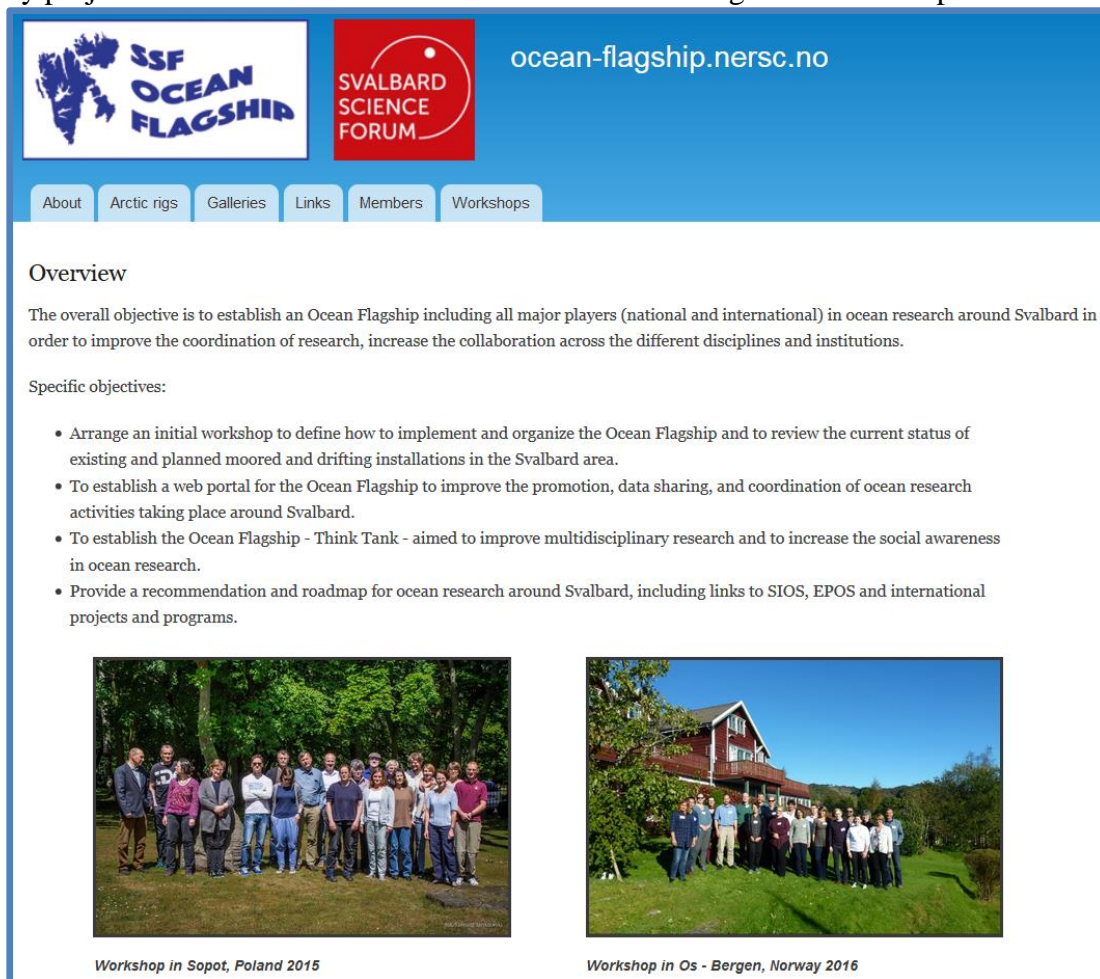 SSF
OCEAN
FLAGSHIP
SVALBARD
SCIENCE
FORUM
ocean-flagship.nersc.no
About Arctic rigs Galleries Links Members Workshops
Overview
The overall objective is to establish an Ocean Flagship including all major players (national and international) in ocean research around Svalbard in
order to improve the coordination of research, increase the collaboration across the different disciplines and institutions.
Specific objectives:
• Arrange an initial workshop to define how to implement and organize the Ocean Flagship and to review the current status of
existing and planned moored and drifting installations in the Svalbard area.
• To establish a web portal for the Ocean Flagship to improve the promotion, data sharing, and coordination of ocean research
activities taking place around Svalbard.
• To establish the Ocean Flagship - Think Tank - aimed to improve multidisciplinary research and to increase the social awareness
in ocean research.
• Provide a recommendation and roadmap for ocean research around Svalbard, including links to SIOS, EPOS and international
projects and programs.
Workshop in Sopot, Poland 2015
Workshop in Os - Bergen, Norway 2016